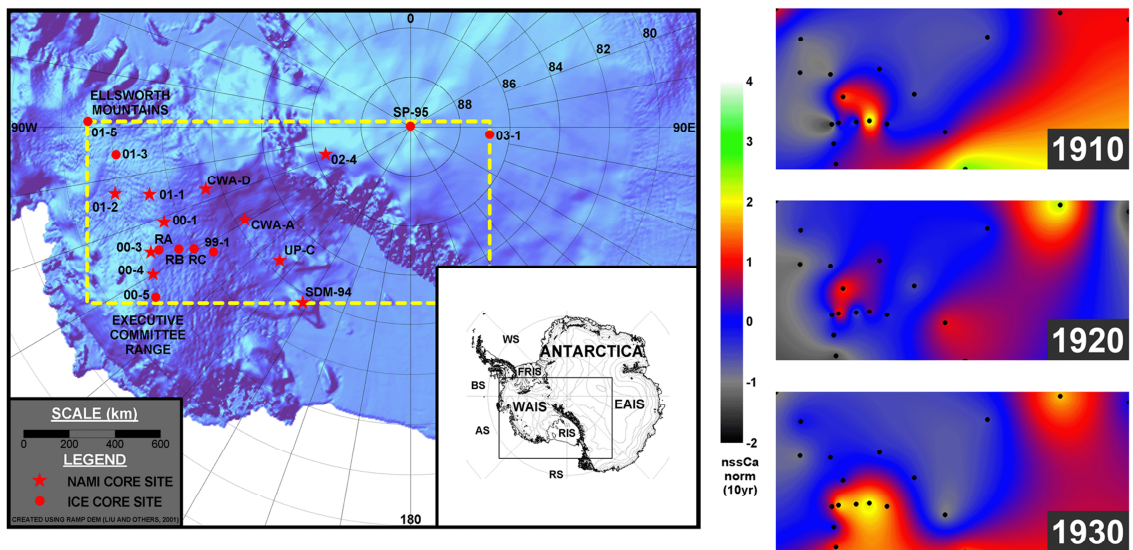 0
80
82
84
86
88
ELLSWORTH
MOUNTAINS
90W
SP-95
90E
01-5
03-1
01-3
02-4
CWA-D
01-2
01-1
00-1
CWA-A
RA
99-1
00-3
RB
RC
UP-C
00-4
00-5
SDM-94
EXECUTIVE
COMMITTEE
RANGE
180
SCALE (km)
0
200
400
600
LEGEND
NAMI CORE SITE
ICE CORE SITE
CREATED USING RAMP DEM (LIU AND OTHERS, 2001)
WS
ANTARCTICA
FRIS
BS
WAIS
EAIS
AS
RIS
RS
4
3
2
1
0
-1
-2
nssCa
norm
(10yr)
1910
1920
1930